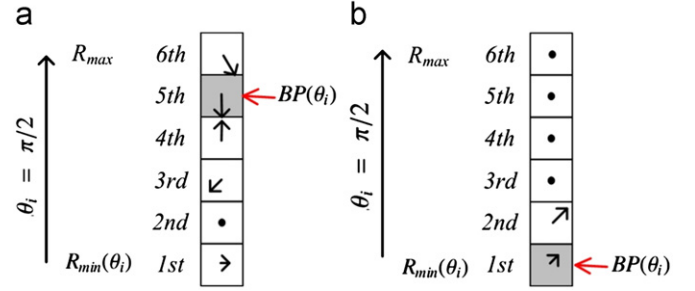 a
R_max
6th
5th
BP(θ_i)
4th
.θ_i = π/2
3rd
2nd
R_min(θ_i)
1st
b
R_max
6th
5th
4th
.θ_i = π/2
3rd
2nd
R_min(θ_i)
1st
BP(θ_i)